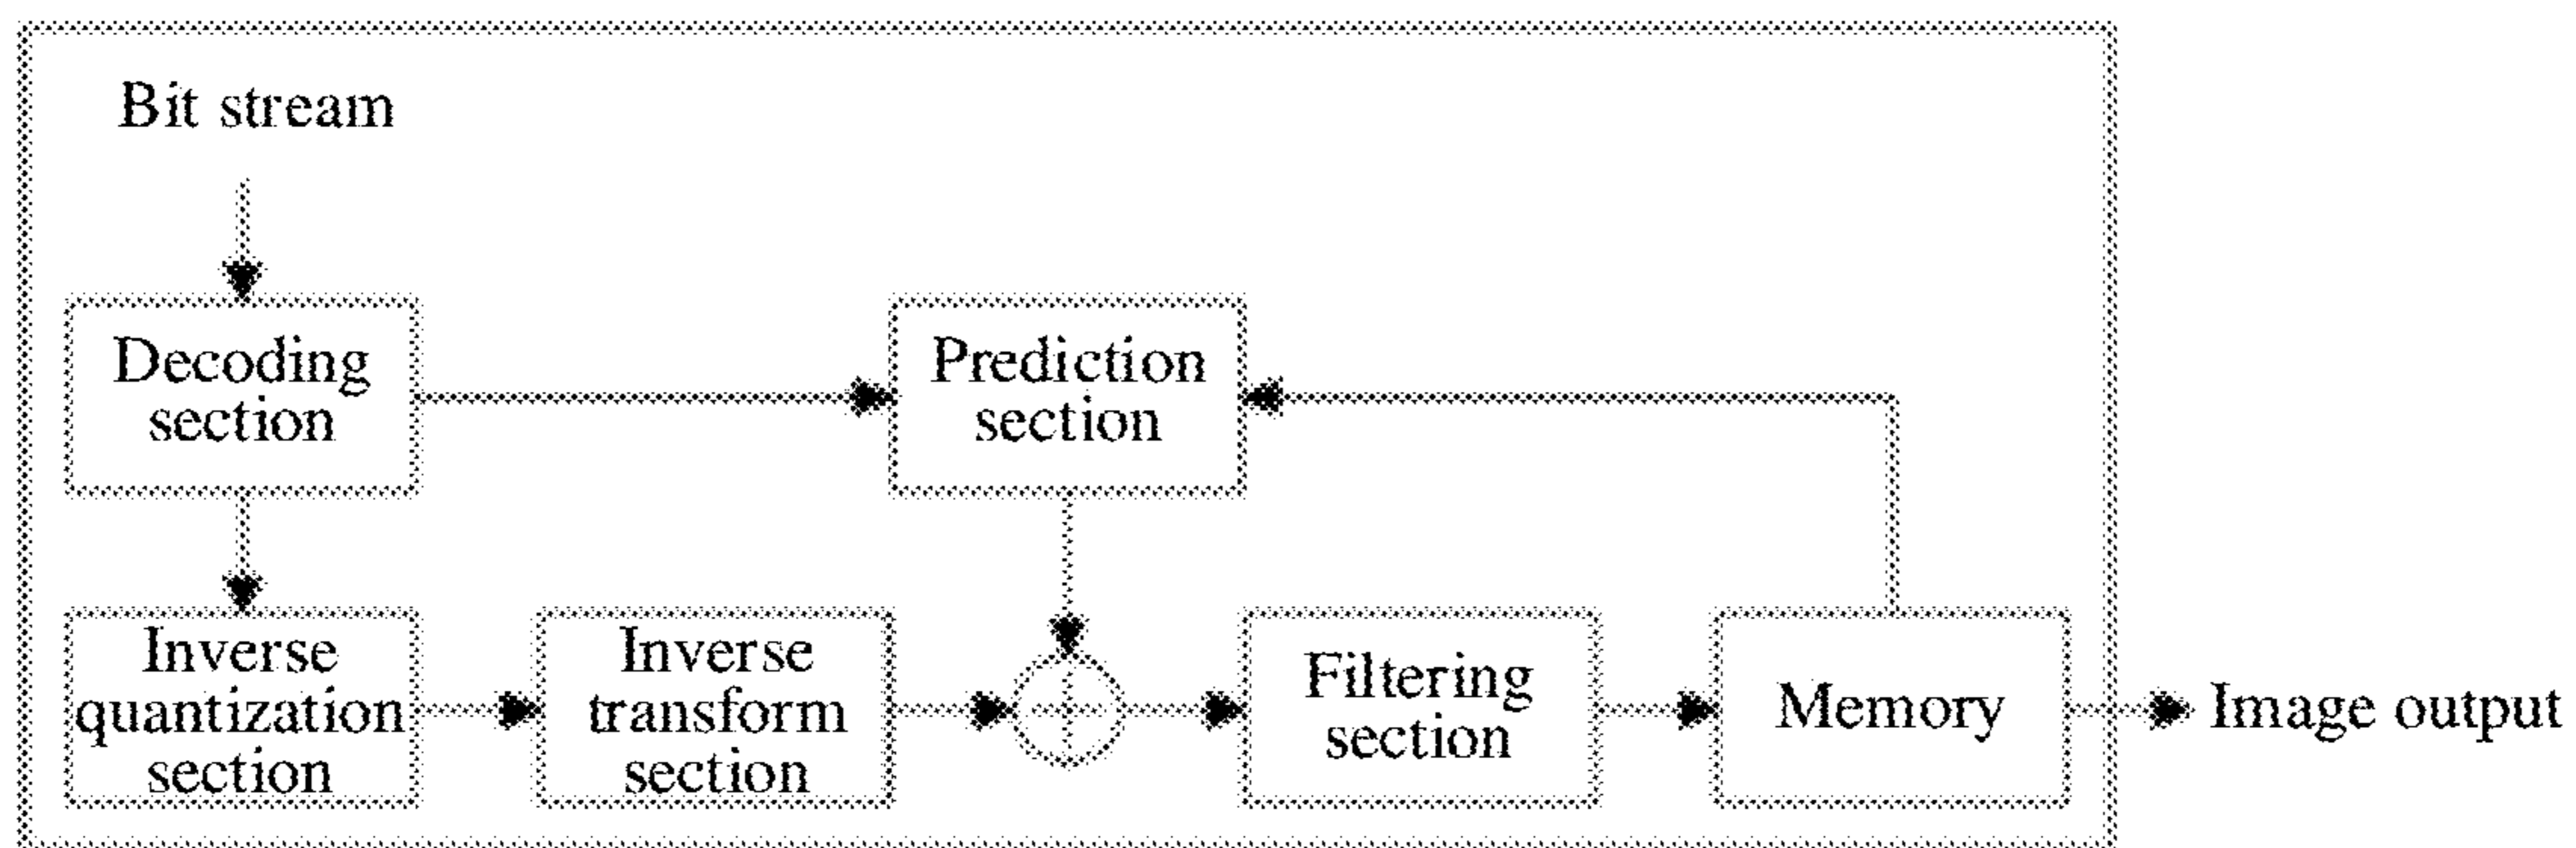 Bit stream
Decoding
section
Prediction
section
Inverse
quantization
section
Inverse
transform
section
Filtering
section
Memory
Image output